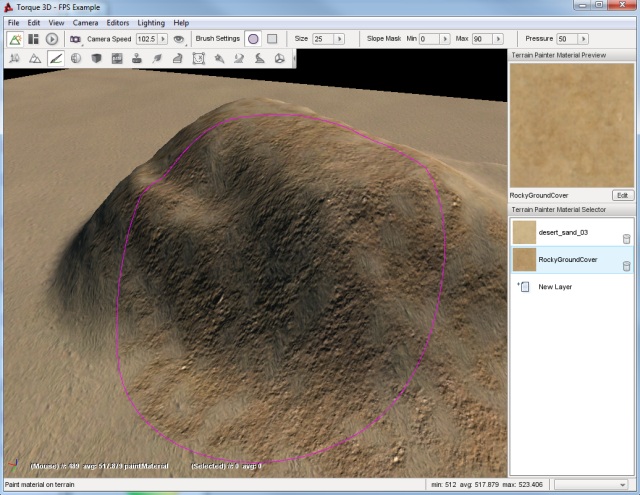 Torque 3D - FPS Example
File Edit View Camera Editors Lighting Help
Camera Speed 102.5 Brush Settings Size 25 Slope Mask Min 0 Max 90 Pressure 50
Terrain Painter Material Preview
RockyGroundCover Edit
Terrain Painter Material Selector
desert_sand_03
RockyGroundCover
New Layer
(Mouse) #: 489 avg: 517.879 paintMaterial (Selected) #: 0 avg: 0
Paint material on terrain min: 512 avg: 517.879 max: 523.406